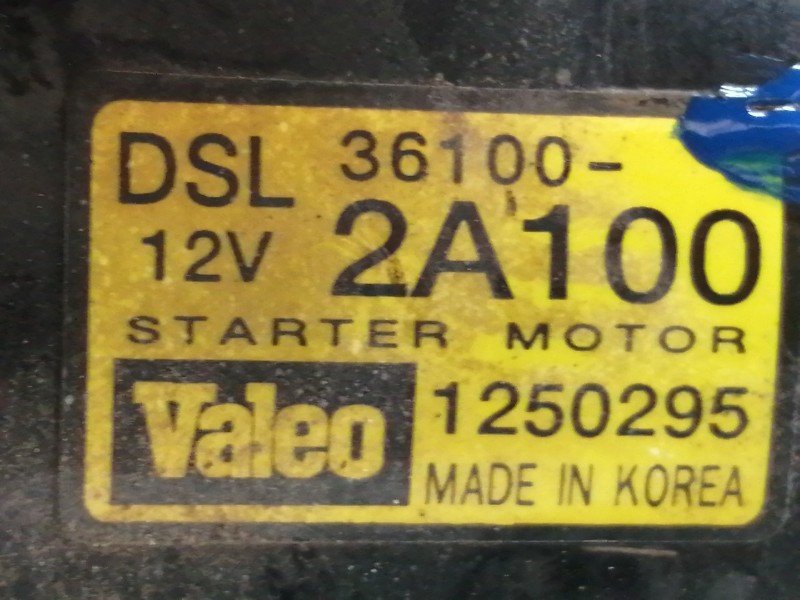 DSL 36100-
12V 2A100
STARTER MOTOR
Valeo 1250295
MADE IN KOREA